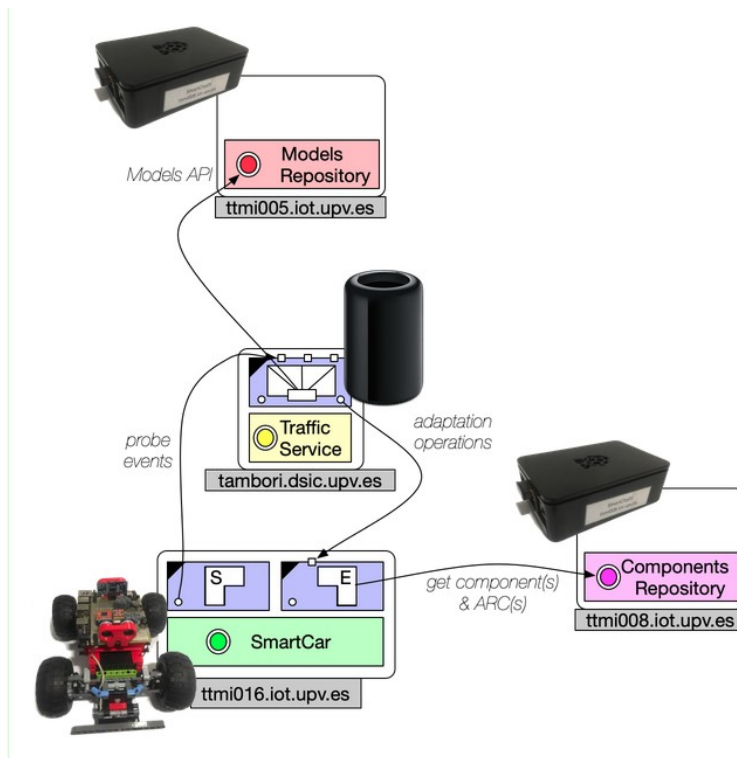 Models API
Models
Repository
ttmi005.iot.upv.es
probe
events
Traffic
Service
tambori.dsic.upv.es
adaptation
operations
S
E
SmartCar
ttmi016.iot.upv.es
get component(s)
& ARC(s)
Components
Repository
ttmi008.iot.upv.es